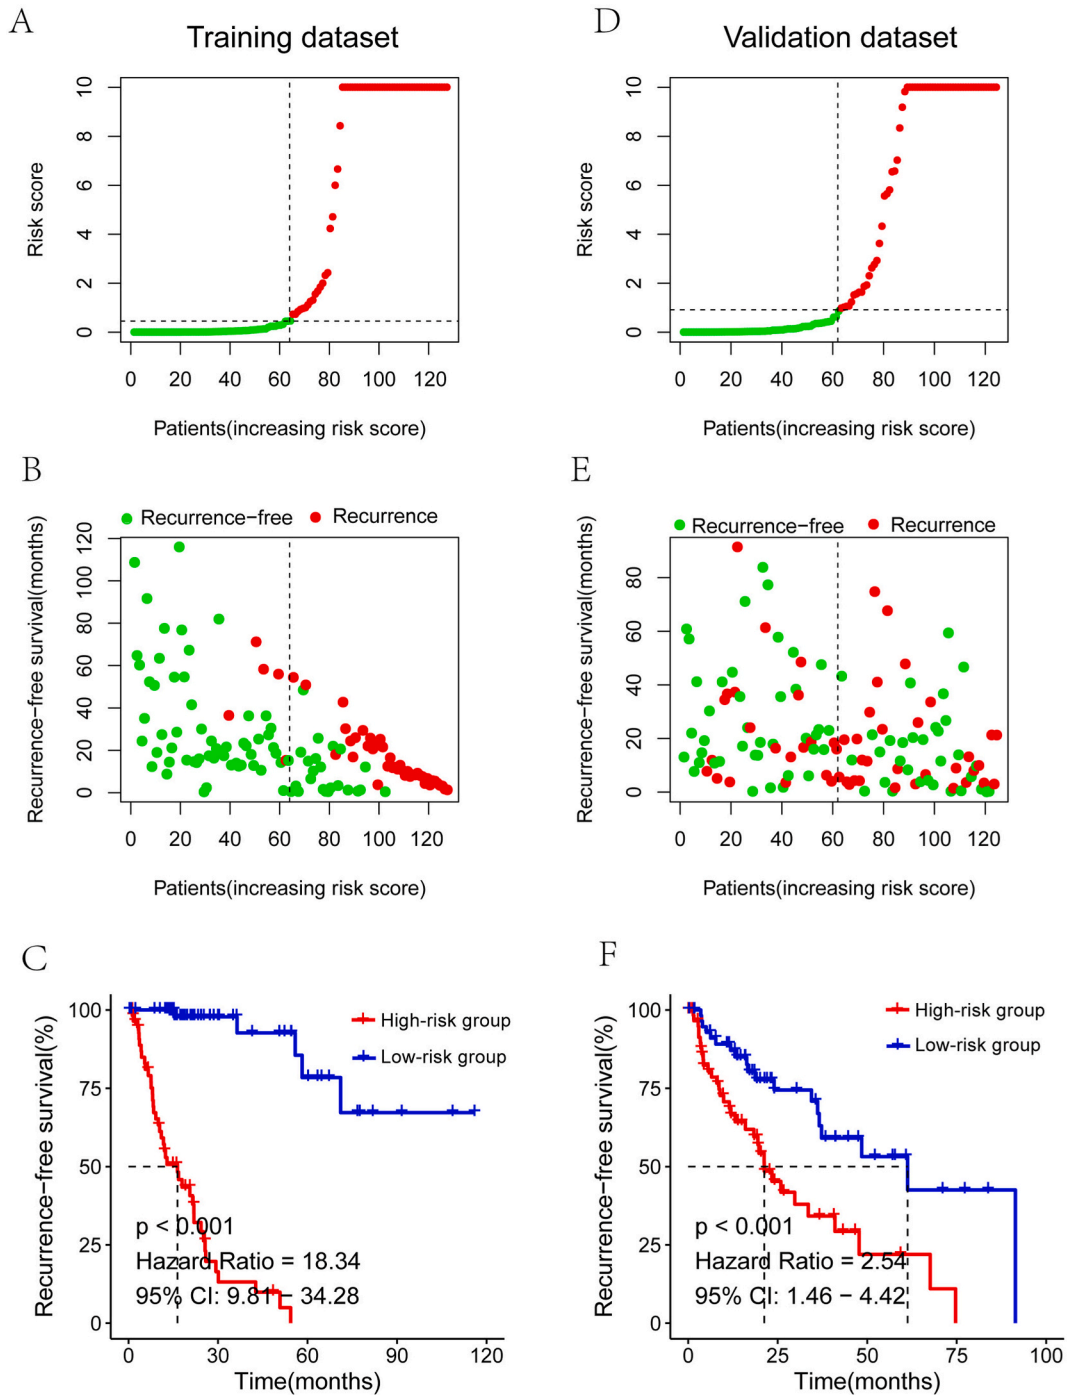 A
Training dataset
Risk score
10
8
6
4
2
0
0 20 40 60 80 100 120
Patients(increasing risk score)
D
Validation dataset
Risk score
10
8
6
4
2
0
0 20 40 60 80 100 120
Patients(increasing risk score)
B
Recurrence-free Recurrence
Recurrence-free survival(months)
120
100
80
60
40
20
0
0 20 40 60 80 100 120
Patients(increasing risk score)
E
Recurrence-free Recurrence
Recurrence-free survival(months)
80
60
40
20
0
0 20 40 60 80 100 120
Patients(increasing risk score)
C
Recurrence-free survival(%)
100
75
50
25
0
High-risk group
Low-risk group
p < 0.001
Hazard Ratio = 18.34
95% CI: 9.81 - 34.28
0 30 60 90 120
Time(months)
F
Recurrence-free survival(%)
100
75
50
25
0
High-risk group
Low-risk group
p < 0.001
Hazard Ratio = 2.54
95% CI: 1.46 - 4.42
0 25 50 75 100
Time(months)